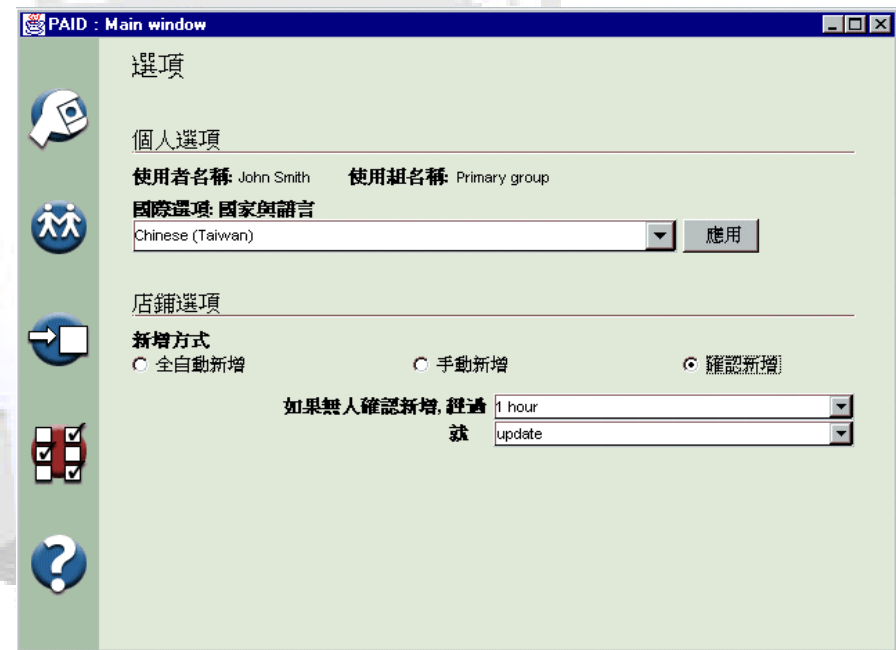 PAID : Main window
選項
個人選項
使用者名稱: John Smith 使用組名稱: Primary group
國際選項: 國家與語言
Chinese (Taiwan) 應用
店鋪選項
新增方式
全自動新增 手動新增 確認新增
如果無人確認新增, 經過 1 hour
就 update